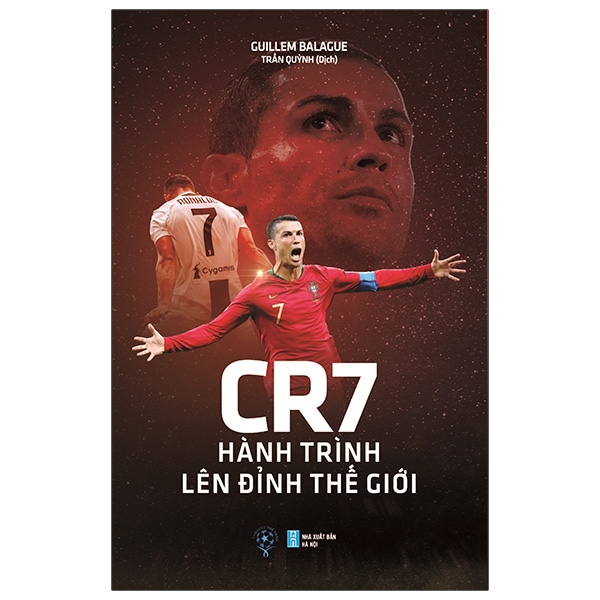 GUILLEM BALAGUE
TRẦN QUỲNH (Dịch)
RONALDO
7
Cygames
7
CR7
HÀNH TRÌNH
LÊN ĐỈNH THẾ GIỚI
NHÀ XUẤT BẢN
HÀ NỘI